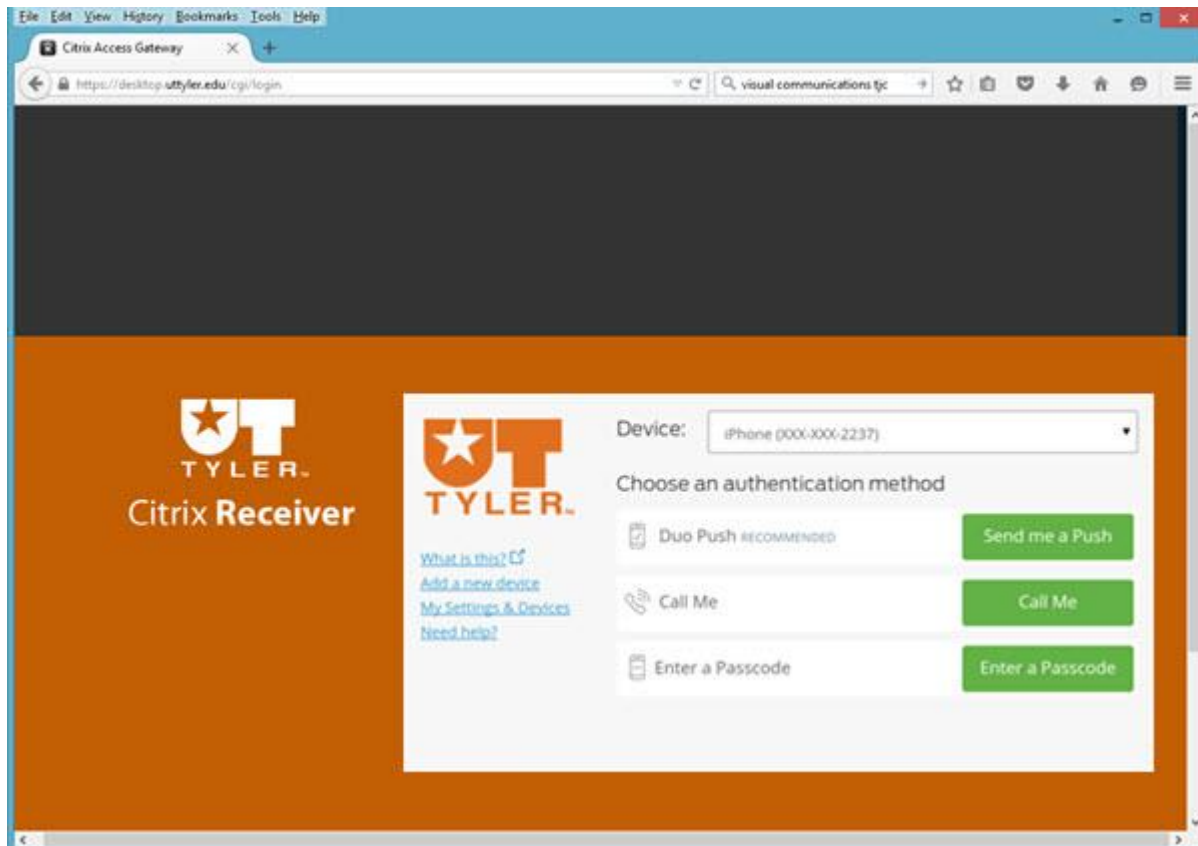 File Edit View History Bookmarks Tools Help
Citrix Access Gateway
https://desktop.uttyler.edu/cgi/login
visual communications tjc
UT
TYLER™
Citrix Receiver
UT
TYLER™
What is this?
Add a new device
My Settings & Devices
Need help?
Device: iPhone (XXX-XXX-2237)
Choose an authentication method
Duo Push RECOMMENDED Send me a Push
Call Me Call Me
Enter a Passcode Enter a Passcode